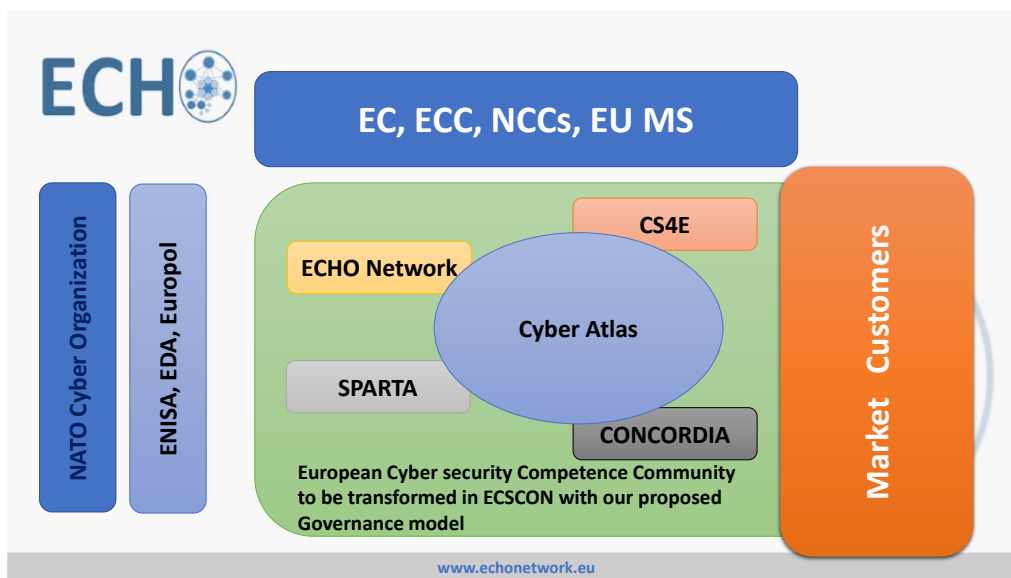 ECHO
EC, ECC, NCCs, EU MS
NATO Cyber Organization
ENISA, EDA, Europol
CS4E
ECHO Network
Cyber Atlas
SPARTA
CONCORDIA
European Cyber security Competence Community
to be transformed in ECSCON with our proposed
Governance model
Market Customers
www.echonetwork.eu